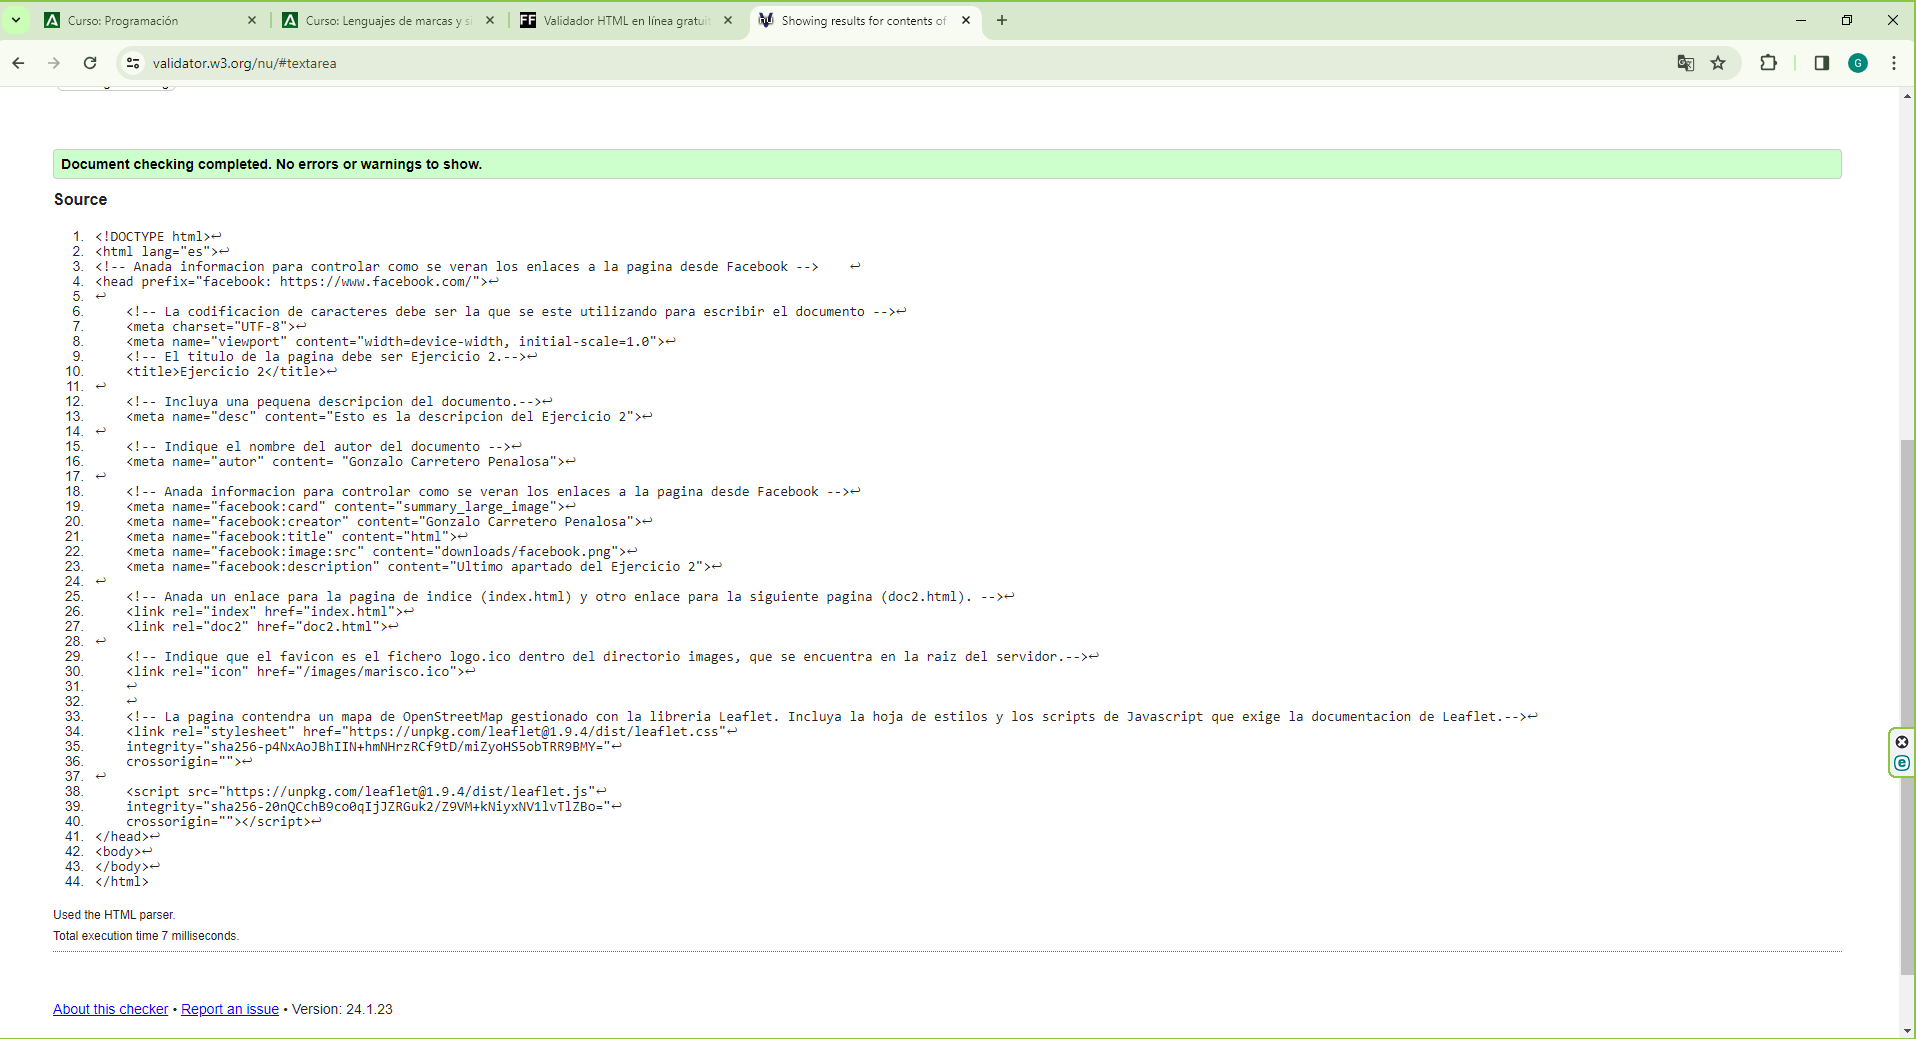 Curso: Programación
Curso: Lenguajes de marcas y si
Validador HTML en línea gratuit
Showing results for contents of
validator.w3.org/nu/#textarea
G
Document checking completed. No errors or warnings to show.
Source
1. <!DOCTYPE html>↩
2. <html lang="es">↩
3. <!-- Anada informacion para controlar como se veran los enlaces a la pagina desde Facebook -->    ↩
4. <head prefix="facebook: https://www.facebook.com/">↩
5. ↩
6.     <!-- La codificacion de caracteres debe ser la que se este utilizando para escribir el documento -->↩
7.     <meta charset="UTF-8">↩
8.     <meta name="viewport" content="width=device-width, initial-scale=1.0">↩
9.     <!-- El titulo de la pagina debe ser Ejercicio 2.-->↩
10.     <title>Ejercicio 2</title>↩
11. ↩
12.     <!-- Incluya una pequena descripcion del documento.-->↩
13.     <meta name="desc" content="Esto es la descripcion del Ejercicio 2">↩
14. ↩
15.     <!-- Indique el nombre del autor del documento -->↩
16.     <meta name="autor" content= "Gonzalo Carretero Penalosa">↩
17. ↩
18.     <!-- Anada informacion para controlar como se veran los enlaces a la pagina desde Facebook -->↩
19.     <meta name="facebook:card" content="summary_large_image">↩
20.     <meta name="facebook:creator" content="Gonzalo Carretero Penalosa">↩
21.     <meta name="facebook:title" content="html">↩
22.     <meta name="facebook:image:src" content="downloads/facebook.png">↩
23.     <meta name="facebook:description" content="Ultimo apartado del Ejercicio 2">↩
24. ↩
25.     <!-- Anada un enlace para la pagina de indice (index.html) y otro enlace para la siguiente pagina (doc2.html). -->↩
26.     <link rel="index" href="index.html">↩
27.     <link rel="doc2" href="doc2.html">↩
28. ↩
29.     <!-- Indique que el favicon es el fichero logo.ico dentro del directorio images, que se encuentra en la raiz del servidor.-->↩
30.     <link rel="icon" href="/images/marisco.ico">↩
31.     ↩
32.     ↩
33.     <!-- La pagina contendra un mapa de OpenStreetMap gestionado con la libreria Leaflet. Incluya la hoja de estilos y los scripts de Javascript que exige la documentacion de Leaflet.-->↩
34.     <link rel="stylesheet" href="https://unpkg.com/leaflet@1.9.4/dist/leaflet.css"↩
35.     integrity="sha256-p4NxAoJBhIIN+hmNHrzRCf9tD/miZyoHS5obTRR9BMY="↩
36.     crossorigin="">↩
37. ↩
38.     <script src="https://unpkg.com/leaflet@1.9.4/dist/leaflet.js"↩
39.     integrity="sha256-20nQCchB9co0qIjJZRGuk2/Z9VM+kNiyxNV1lvTlZBo="↩
40.     crossorigin=""></script>↩
41. </head>↩
42. <body>↩
43. </body>↩
44. </html>
Used the HTML parser.
Total execution time 7 milliseconds.
About this checker • Report an issue • Version: 24.1.23